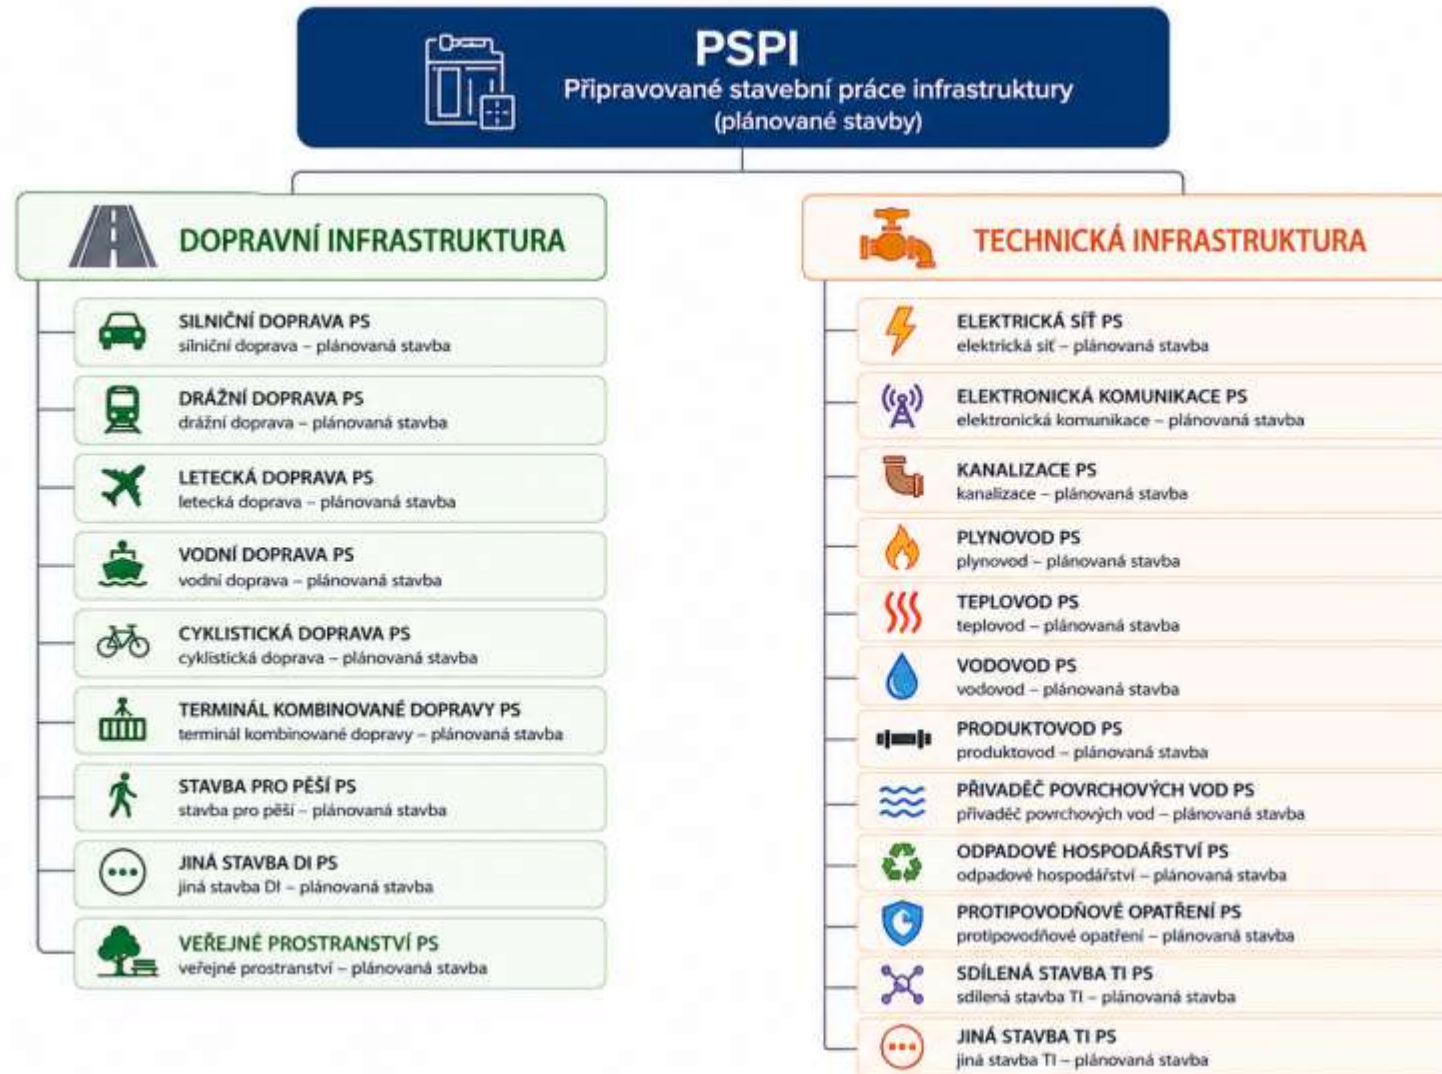 PSPI
Připravované stavební práce infrastruktury
(plánované stavby)
DOPRAVNÍ INFRASTRUKTURA
SILNIČNÍ DOPRAVA PS
silniční doprava – plánovaná stavba
DRÁŽNÍ DOPRAVA PS
drážní doprava – plánovaná stavba
LETECKÁ DOPRAVA PS
letecká doprava – plánovaná stavba
VODNÍ DOPRAVA PS
vodní doprava – plánovaná stavba
CYKLISTICKÁ DOPRAVA PS
cyklistická doprava – plánovaná stavba
TERMINÁL KOMBINOVANÉ DOPRAVY PS
terminál kombinované dopravy – plánovaná stavba
STAVBA PRO PĚŠÍ PS
stavba pro pěší – plánovaná stavba
JINÁ STAVBA DI PS
jiná stavba DI – plánovaná stavba
VEŘEJNÉ PROSTRANSTVÍ PS
veřejné prostranství – plánovaná stavba
TECHNICKÁ INFRASTRUKTURA
ELEKTRICKÁ SÍŤ PS
elektrická síť – plánovaná stavba
ELEKTRONICKÁ KOMUNIKACE PS
elektronická komunikace – plánovaná stavba
KANALIZACE PS
kanalizace – plánovaná stavba
PLYNOVOD PS
plynovod – plánovaná stavba
TEPLOVOD PS
teplovod – plánovaná stavba
VODOVOD PS
vodovod – plánovaná stavba
PRODUKTOVOD PS
produktovod – plánovaná stavba
PŘIVADĚČ POVRCHOVÝCH VOD PS
přivaděč povrchových vod – plánovaná stavba
ODPADOVÉ HOSPODÁŘSTVÍ PS
odpadové hospodářství – plánovaná stavba
PROTIPOVODŇOVÉ OPATŘENÍ PS
protipovodňové opatření – plánovaná stavba
SDÍLENÁ STAVBA TI PS
sdílená stavba TI – plánovaná stavba
JINÁ STAVBA TI PS
jiná stavba TI – plánovaná stavba